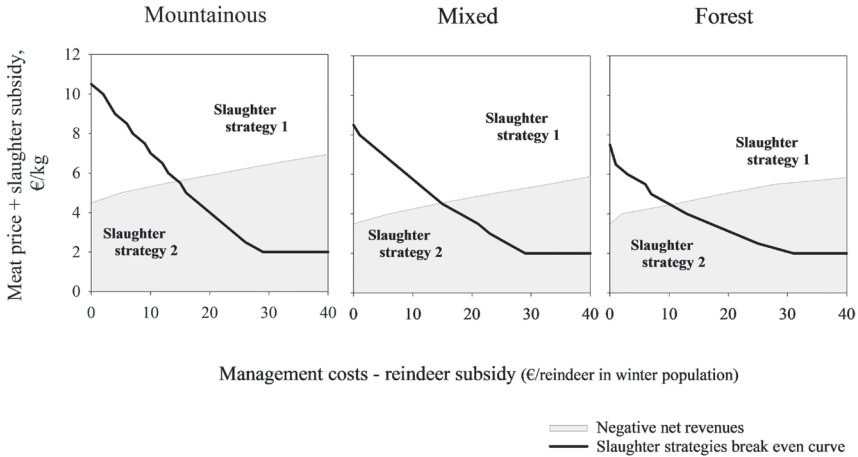 Mountainous
Mixed
Forest
Meat price + slaughter subsidy,
€/kg
12
10
8
6
4
2
0
Slaughter
strategy 1
Slaughter
strategy 2
0
10
20
30
40
Slaughter
strategy 1
Slaughter
strategy 2
0
10
20
30
40
Slaughter
strategy 1
Slaughter
strategy 2
0
10
20
30
40
Management costs - reindeer subsidy (€/reindeer in winter population)
Negative net revenues
Slaughter strategies break even curve